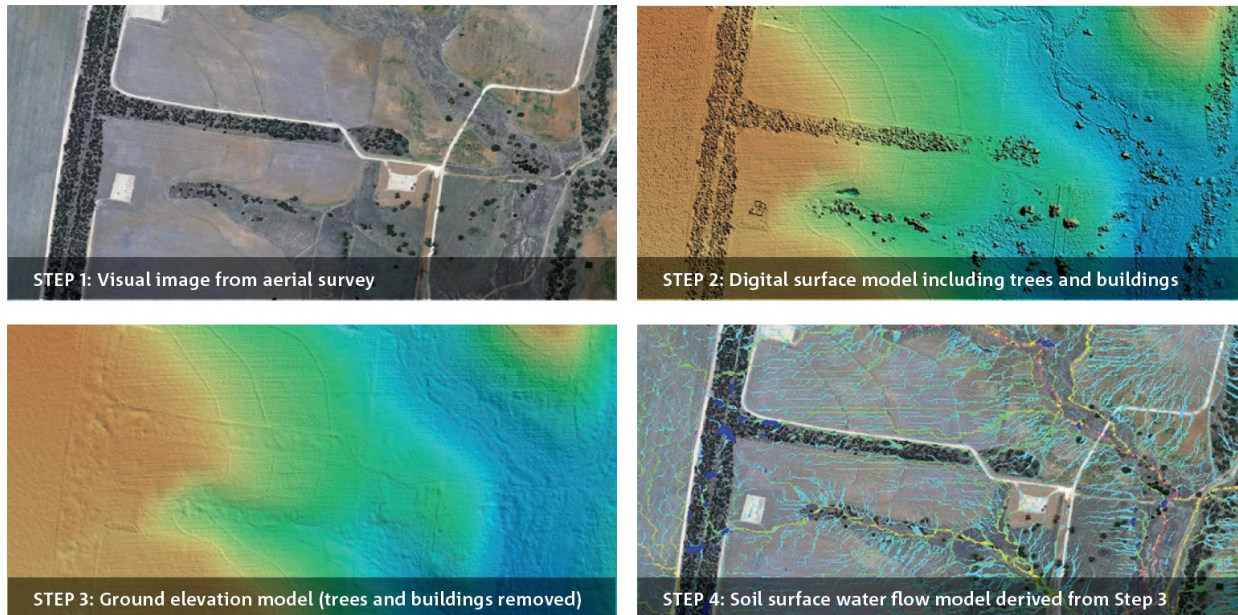 STEP 1: Visual image from aerial survey
STEP 2: Digital surface model including trees and buildings
STEP 3: Ground elevation model (trees and buildings removed)
STEP 4: Soil surface water flow model derived from Step 3